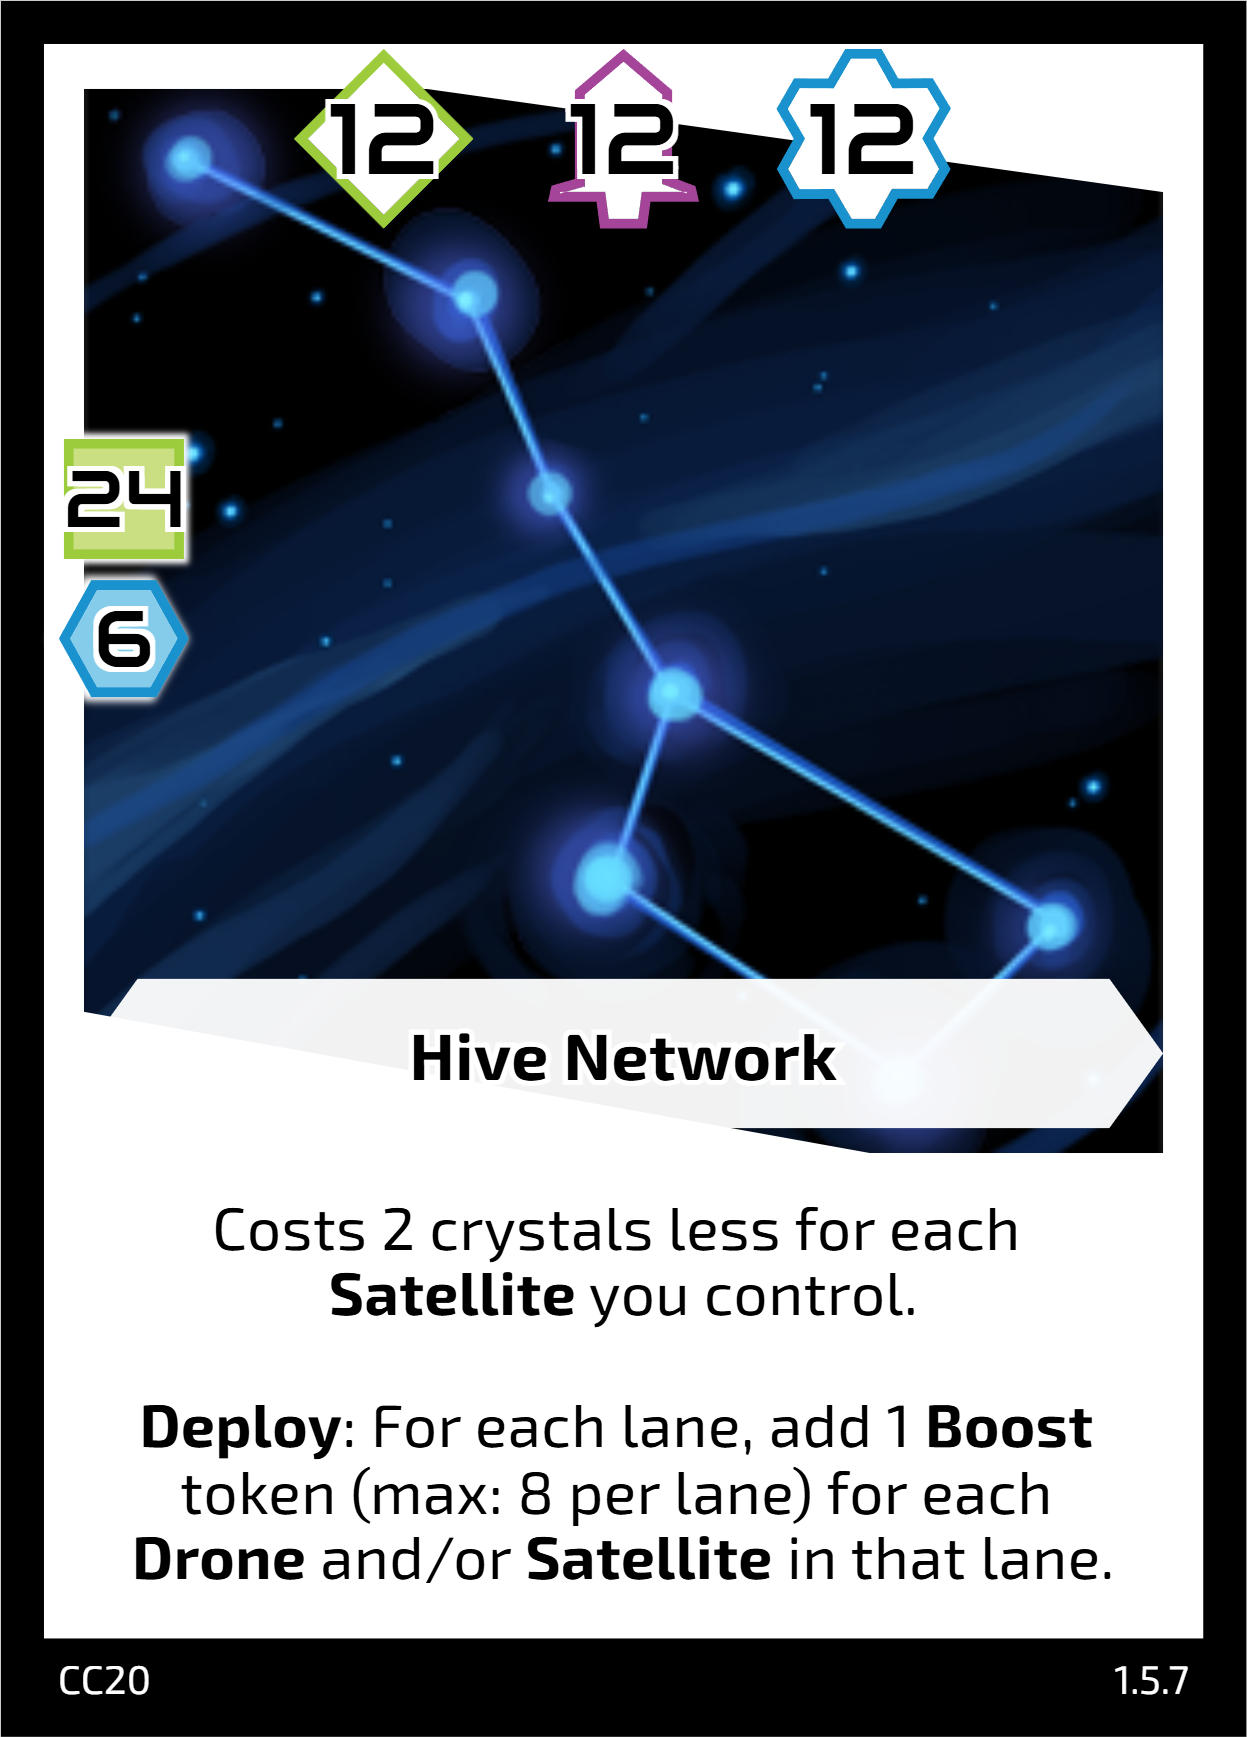 12 12 12
24
6
Hive Network
Costs 2 crystals less for each
Satellite you control.
Deploy: For each lane, add 1 Boost
token (max: 8 per lane) for each
Drone and/or Satellite in that lane.
CC20 1.5.7